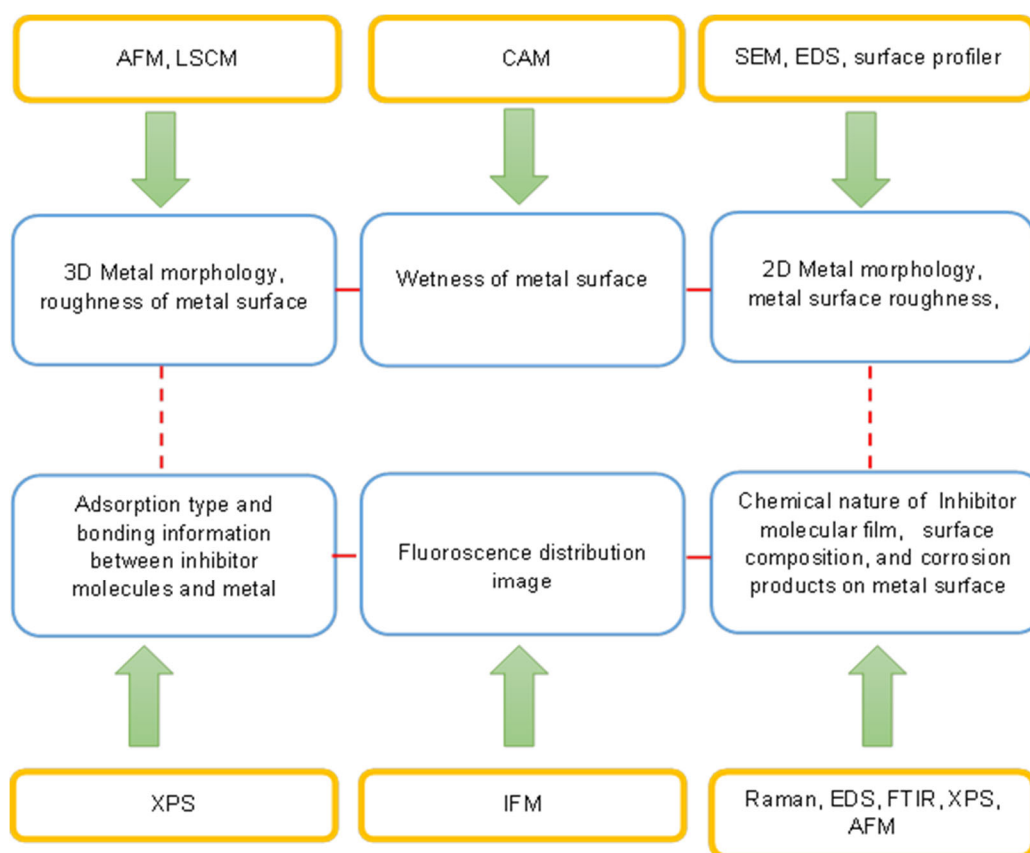 AFM, LSCM
CAM
SEM, EDS, surface profiler
3D Metal morphology,
roughness of metal surface
Wetness of metal surface
2D Metal morphology,
metal surface roughness,
Adsorption type and
bonding information
between inhibitor
molecules and metal
Fluoroscence distribution
image
Chemical nature of Inhibitor
molecular film, surface
composition, and corrosion
products on metal surface
XPS
IFM
Raman, EDS, FTIR, XPS,
AFM